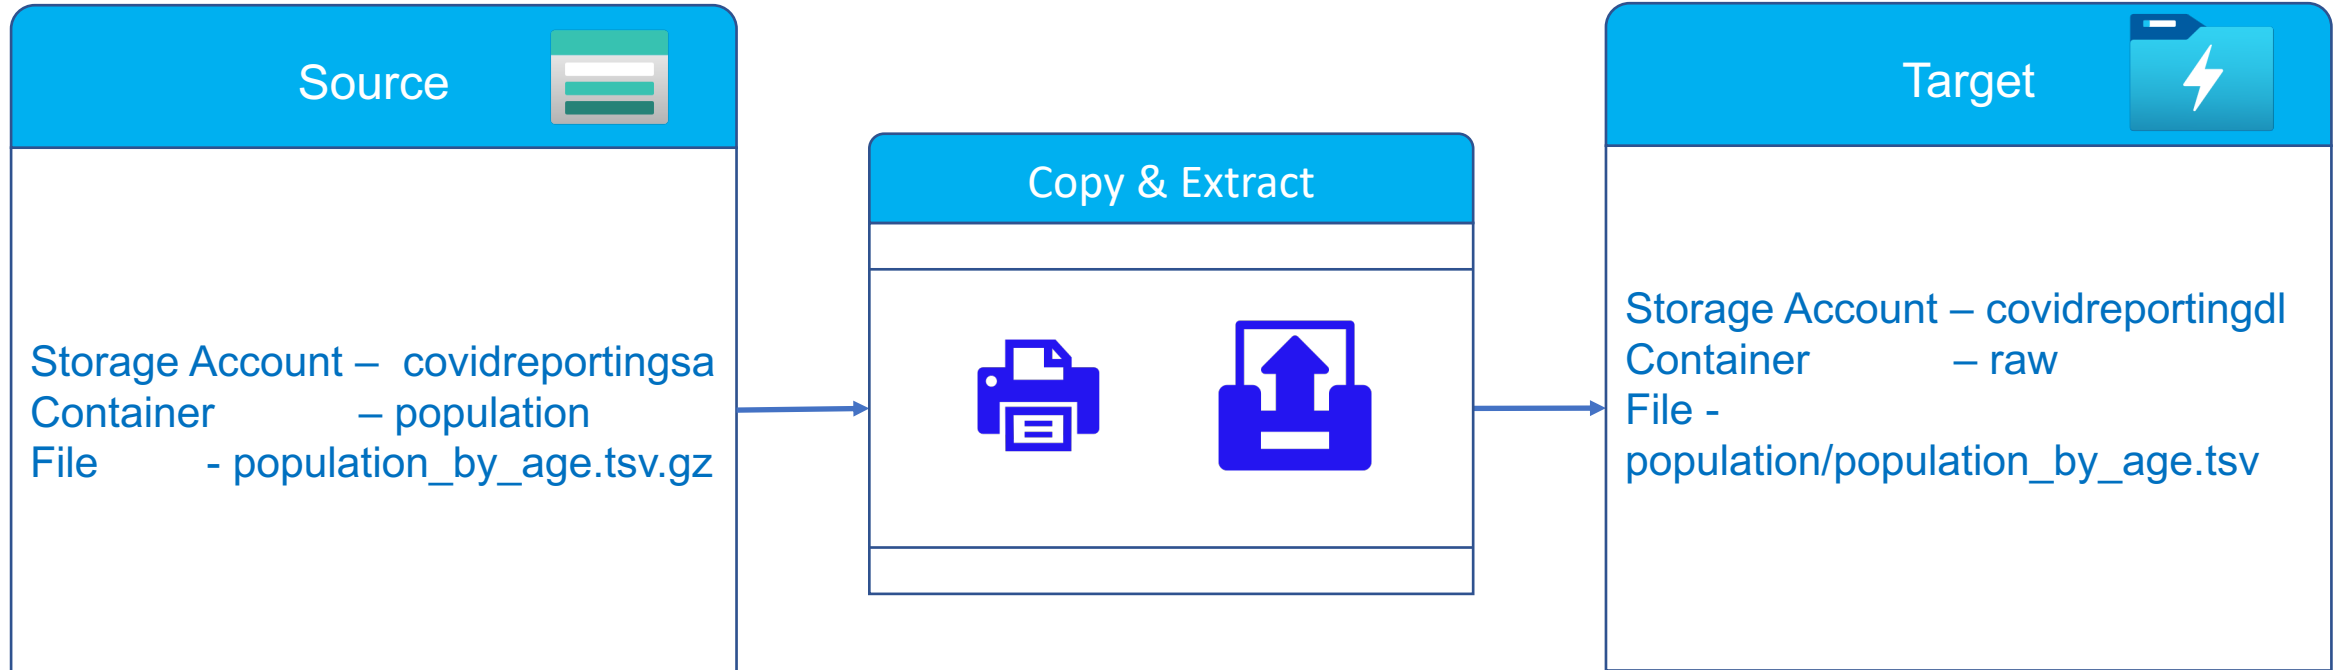 Source
Storage Account – covidreportingsa
Container – population
File - population_by_age.tsv.gz
Copy & Extract
Target
Storage Account – covidreportingdl
Container – raw
File -
population/population_by_age.tsv